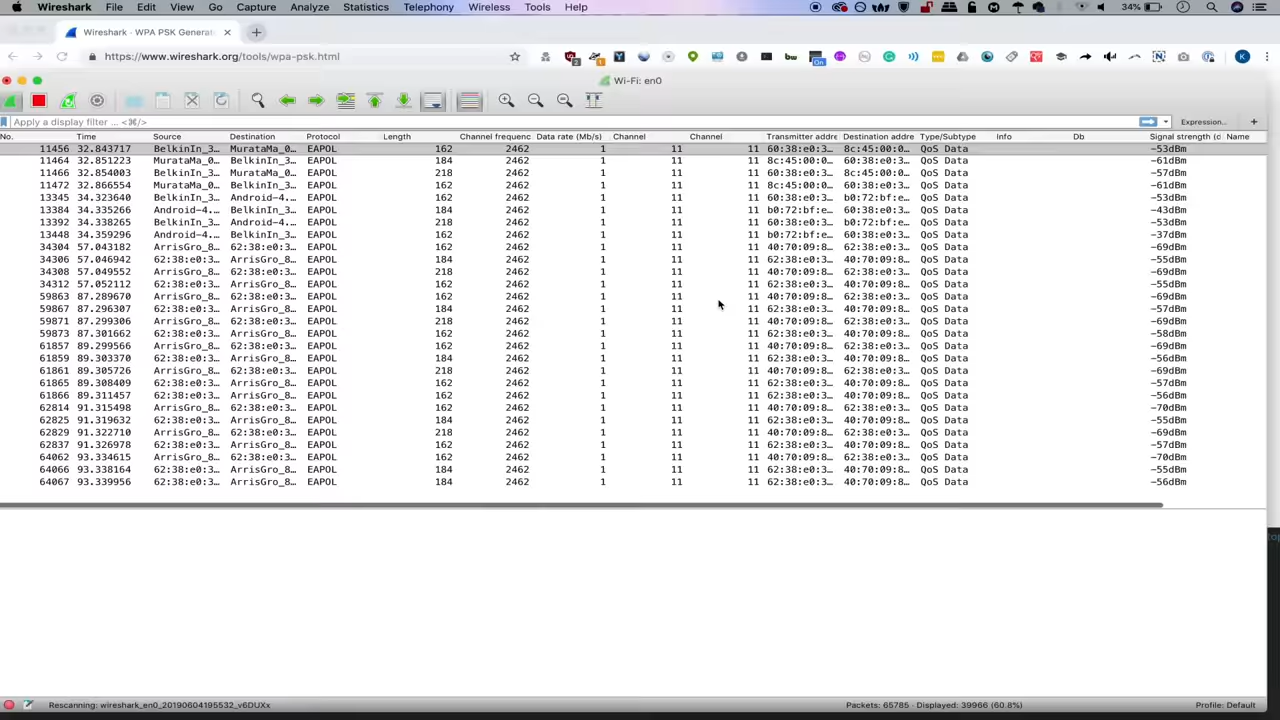 Wireshark File Edit View Go Capture Analyze Statistics Telephony Wireless Tools Help 34%
Wireshark · WPA PSK Generat
https://www.wireshark.org/tools/wpa-psk.html
Wi-Fi: en0
Apply a display filter ... <⌘/> Expression... +
No. Time Source Destination Protocol Length Channel frequenc Data rate (Mb/s) Channel Channel Transmitter addre Destination addre Type/Subtype Info Db Signal strength (d Name
11456 32.843717 BelkinIn_3… MurataMa_0… EAPOL 162 2462 1 11 11 60:38:e0:3… 8c:45:00:0… QoS Data -53dBm
11464 32.851223 MurataMa_0… BelkinIn_3… EAPOL 184 2462 1 11 11 8c:45:00:0… 60:38:e0:3… QoS Data -61dBm
11466 32.854003 BelkinIn_3… MurataMa_0… EAPOL 218 2462 1 11 11 60:38:e0:3… 8c:45:00:0… QoS Data -57dBm
11472 32.866554 MurataMa_0… BelkinIn_3… EAPOL 162 2462 1 11 11 8c:45:00:0… 60:38:e0:3… QoS Data -61dBm
13345 34.323640 BelkinIn_3… Android-4.… EAPOL 162 2462 1 11 11 60:38:e0:3… b0:72:bf:e… QoS Data -53dBm
13384 34.335266 Android-4.… BelkinIn_3… EAPOL 184 2462 1 11 11 b0:72:bf:e… 60:38:e0:3… QoS Data -43dBm
13392 34.338265 BelkinIn_3… Android-4.… EAPOL 218 2462 1 11 11 60:38:e0:3… b0:72:bf:e… QoS Data -53dBm
13448 34.359296 Android-4.… BelkinIn_3… EAPOL 162 2462 1 11 11 b0:72:bf:e… 60:38:e0:3… QoS Data -37dBm
34304 57.043182 ArrisGro_8… 62:38:e0:3… EAPOL 162 2462 1 11 11 40:70:09:8… 62:38:e0:3… QoS Data -69dBm
34306 57.046942 62:38:e0:3… ArrisGro_8… EAPOL 184 2462 1 11 11 62:38:e0:3… 40:70:09:8… QoS Data -55dBm
34308 57.049552 ArrisGro_8… 62:38:e0:3… EAPOL 218 2462 1 11 11 40:70:09:8… 62:38:e0:3… QoS Data -69dBm
34312 57.052112 62:38:e0:3… ArrisGro_8… EAPOL 162 2462 1 11 11 62:38:e0:3… 40:70:09:8… QoS Data -55dBm
59863 87.289670 ArrisGro_8… 62:38:e0:3… EAPOL 162 2462 1 11 11 40:70:09:8… 62:38:e0:3… QoS Data -69dBm
59867 87.296307 62:38:e0:3… ArrisGro_8… EAPOL 184 2462 1 11 11 62:38:e0:3… 40:70:09:8… QoS Data -57dBm
59871 87.299306 ArrisGro_8… 62:38:e0:3… EAPOL 218 2462 1 11 11 40:70:09:8… 62:38:e0:3… QoS Data -69dBm
59873 87.301662 62:38:e0:3… ArrisGro_8… EAPOL 162 2462 1 11 11 62:38:e0:3… 40:70:09:8… QoS Data -58dBm
61857 89.299566 ArrisGro_8… 62:38:e0:3… EAPOL 162 2462 1 11 11 40:70:09:8… 62:38:e0:3… QoS Data -69dBm
61859 89.303370 62:38:e0:3… ArrisGro_8… EAPOL 184 2462 1 11 11 62:38:e0:3… 40:70:09:8… QoS Data -56dBm
61861 89.305726 ArrisGro_8… 62:38:e0:3… EAPOL 218 2462 1 11 11 40:70:09:8… 62:38:e0:3… QoS Data -69dBm
61865 89.308409 62:38:e0:3… ArrisGro_8… EAPOL 162 2462 1 11 11 62:38:e0:3… 40:70:09:8… QoS Data -57dBm
61866 89.311457 62:38:e0:3… ArrisGro_8… EAPOL 162 2462 1 11 11 62:38:e0:3… 40:70:09:8… QoS Data -56dBm
62814 91.315498 ArrisGro_8… 62:38:e0:3… EAPOL 162 2462 1 11 11 40:70:09:8… 62:38:e0:3… QoS Data -70dBm
62825 91.319632 62:38:e0:3… ArrisGro_8… EAPOL 184 2462 1 11 11 62:38:e0:3… 40:70:09:8… QoS Data -55dBm
62829 91.322710 ArrisGro_8… 62:38:e0:3… EAPOL 218 2462 1 11 11 40:70:09:8… 62:38:e0:3… QoS Data -69dBm
62837 91.326978 62:38:e0:3… ArrisGro_8… EAPOL 162 2462 1 11 11 62:38:e0:3… 40:70:09:8… QoS Data -57dBm
64062 93.334615 ArrisGro_8… 62:38:e0:3… EAPOL 162 2462 1 11 11 40:70:09:8… 62:38:e0:3… QoS Data -70dBm
64066 93.338164 62:38:e0:3… ArrisGro_8… EAPOL 184 2462 1 11 11 62:38:e0:3… 40:70:09:8… QoS Data -55dBm
64067 93.339956 62:38:e0:3… ArrisGro_8… EAPOL 184 2462 1 11 11 62:38:e0:3… 40:70:09:8… QoS Data -56dBm
Rescanning: wireshark_en0_20190604195532_v6DUXx Packets: 65785 · Displayed: 39966 (60.8%) Profile: Default